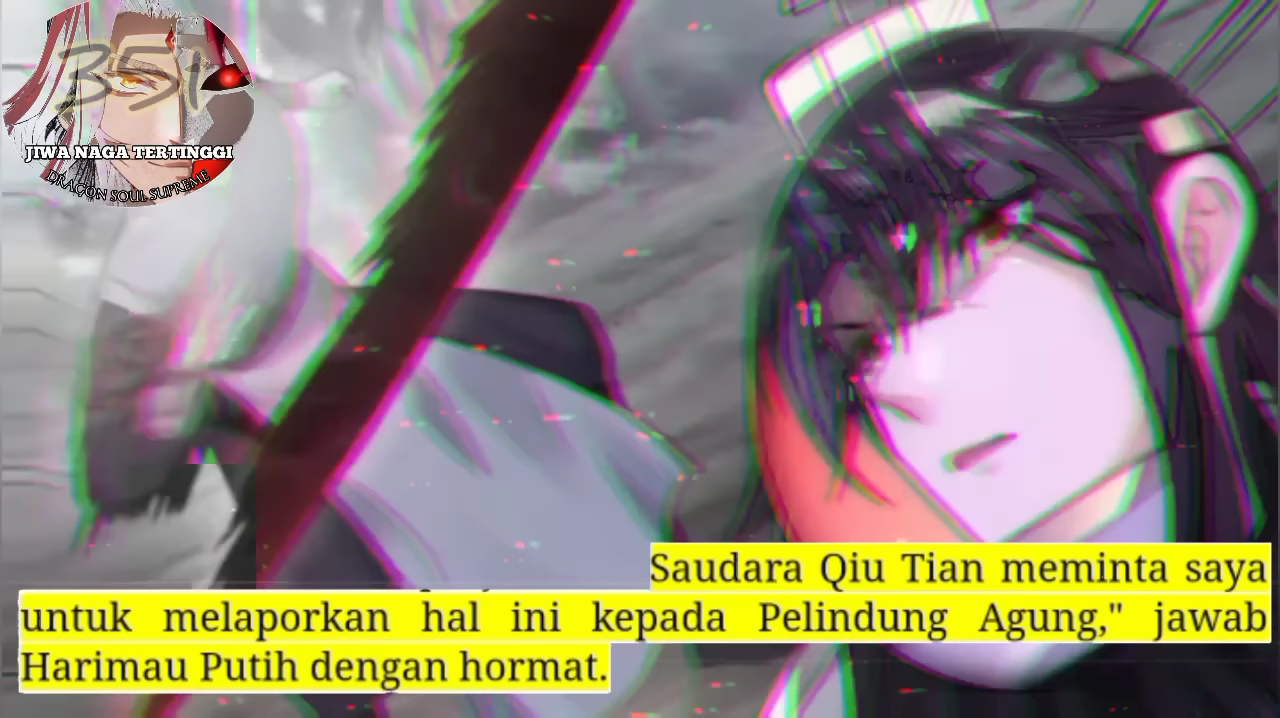 351
JIWA NAGA TERTINGGI
DRAGON SOUL SUPREME
Saudara Qiu Tian meminta saya
untuk melaporkan hal ini kepada Pelindung Agung," jawab
Harimau Putih dengan hormat.